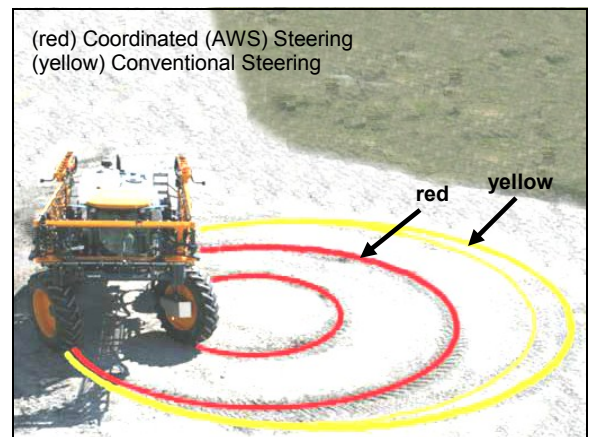 (red) Coordinated (AWS) Steering
(yellow) Conventional Steering
yellow
red